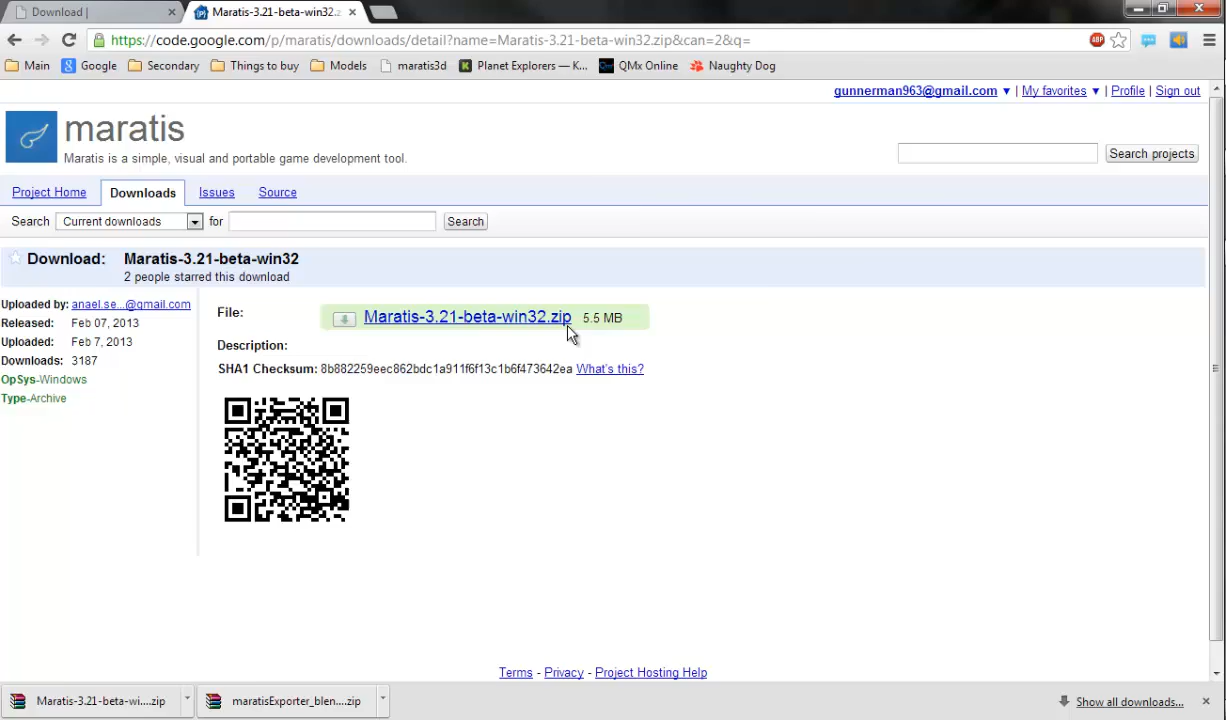 Download |
Maratis-3.21-beta-win32.z
https://code.google.com/p/maratis/downloads/detail?name=Maratis-3.21-beta-win32.zip&can=2&q=
ABP
Main Google Secondary Things to buy Models maratis3d Planet Explorers — K... QMx Online Naughty Dog
gunnerman963@gmail.com ▼ | My favorites ▼ | Profile | Sign out
maratis
Maratis is a simple, visual and portable game development tool.
Search projects
Project Home Downloads Issues Source
Search Current downloads for Search
Download: Maratis-3.21-beta-win32
2 people starred this download
Uploaded by: anael.se...@gmail.com
Released: Feb 07, 2013
Uploaded: Feb 7, 2013
Downloads: 3187
OpSys-Windows
Type-Archive
File: Maratis-3.21-beta-win32.zip 5.5 MB
Description:
SHA1 Checksum: 8b882259eec862bdc1a911f6f13c1b6f473642ea What's this?
Terms - Privacy - Project Hosting Help
Maratis-3.21-beta-wi....zip maratisExporter_blen....zip Show all downloads...